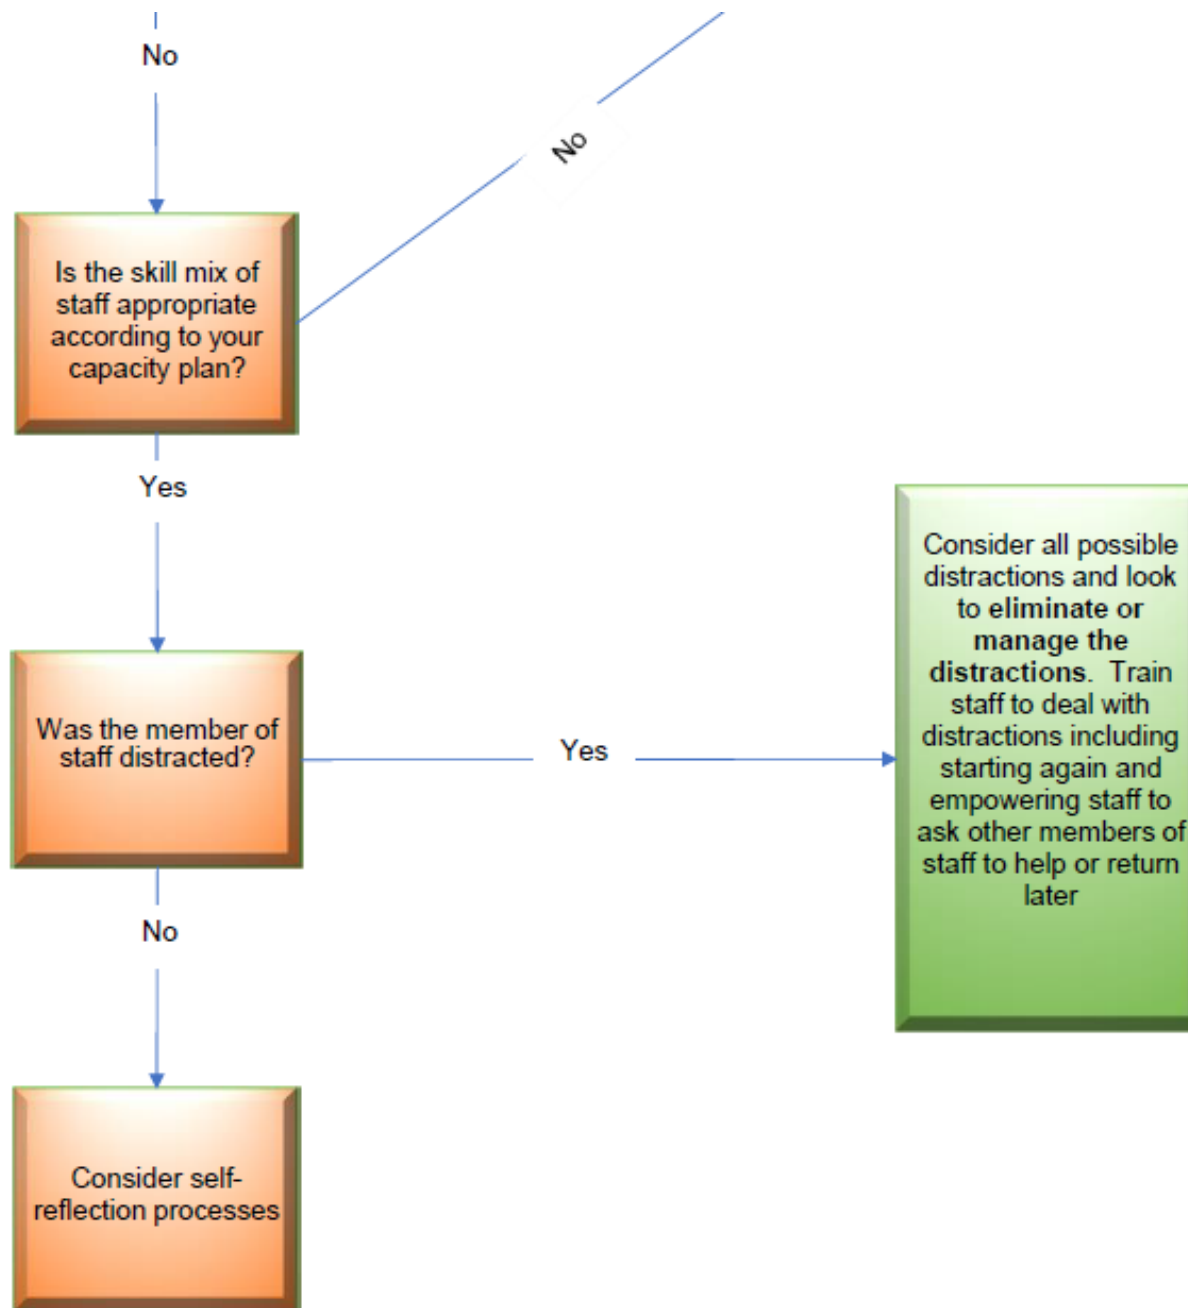 No
No
Is the skill mix of
staff appropriate
according to your
capacity plan?
Yes
Was the member of
staff distracted?
Yes
Consider all possible
distractions and look
to eliminate or
manage the
distractions.  Train
staff to deal with
distractions including
starting again and
empowering staff to
ask other members of
staff to help or return
later
No
Consider self-
reflection processes